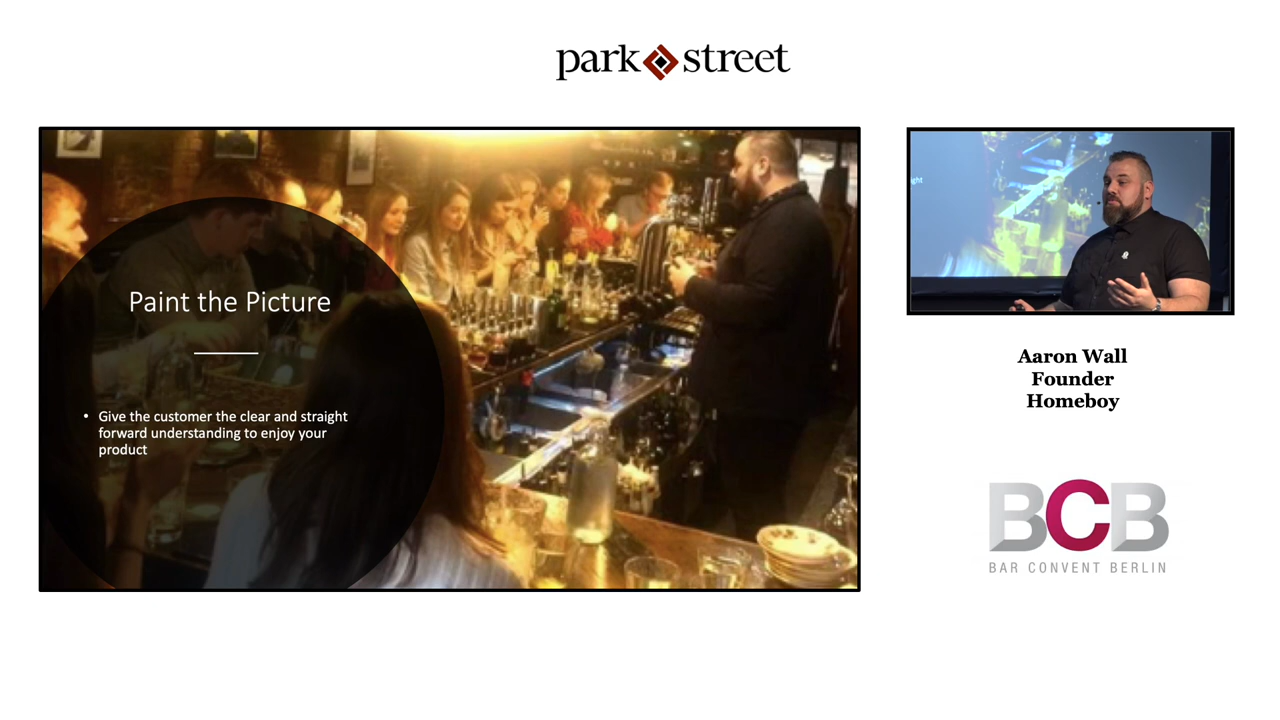 park street
Paint the Picture
• Give the customer the clear and straight
forward understanding to enjoy your
product
ght
Aaron Wall
Founder
Homeboy
BCB
BAR CONVENT BERLIN